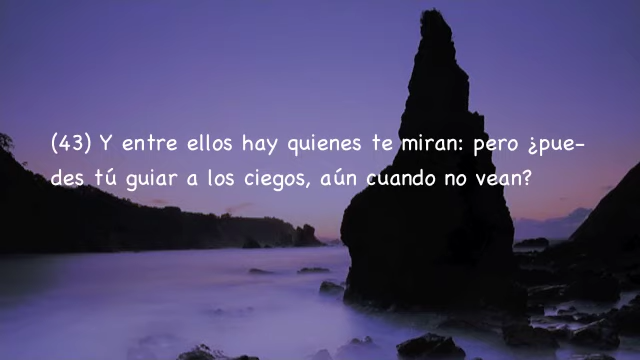 (43) Y entre ellos hay quienes te miran: pero ¿pue-
des tú guiar a los ciegos, aún cuando no vean?